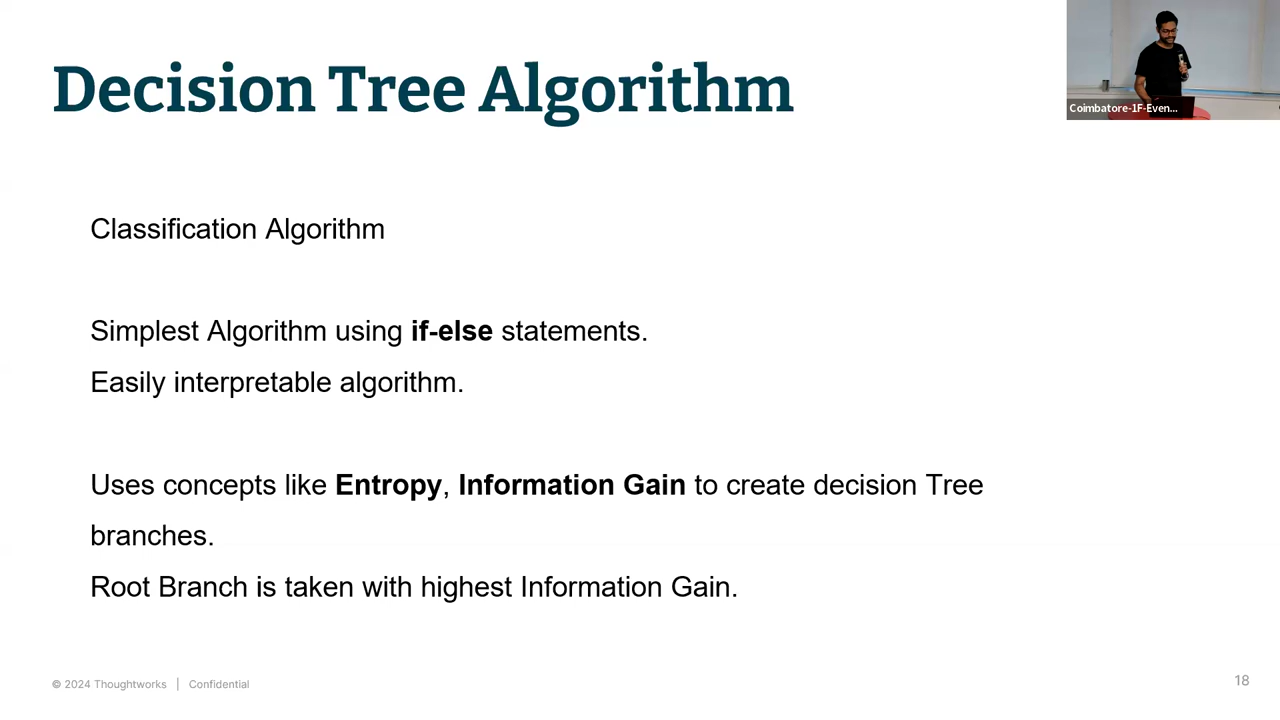 Decision Tree Algorithm
Coimbatore-1F-Even...
Classification Algorithm
Simplest Algorithm using if-else statements.
Easily interpretable algorithm.
Uses concepts like Entropy, Information Gain to create decision Tree
branches.
Root Branch is taken with highest Information Gain.
© 2024 Thoughtworks | Confidential
18